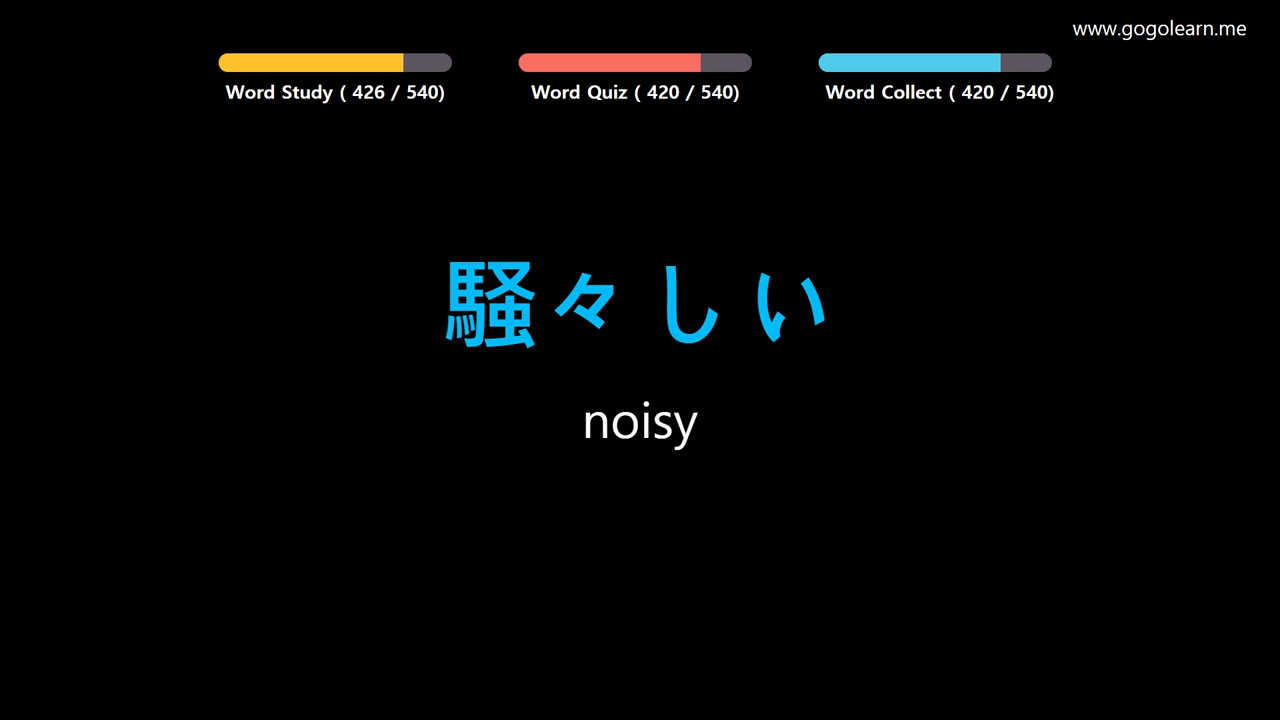 www.gogolearn.me
Word Study ( 426 / 540)
Word Quiz ( 420 / 540)
Word Collect ( 420 / 540)
騒々しい
noisy